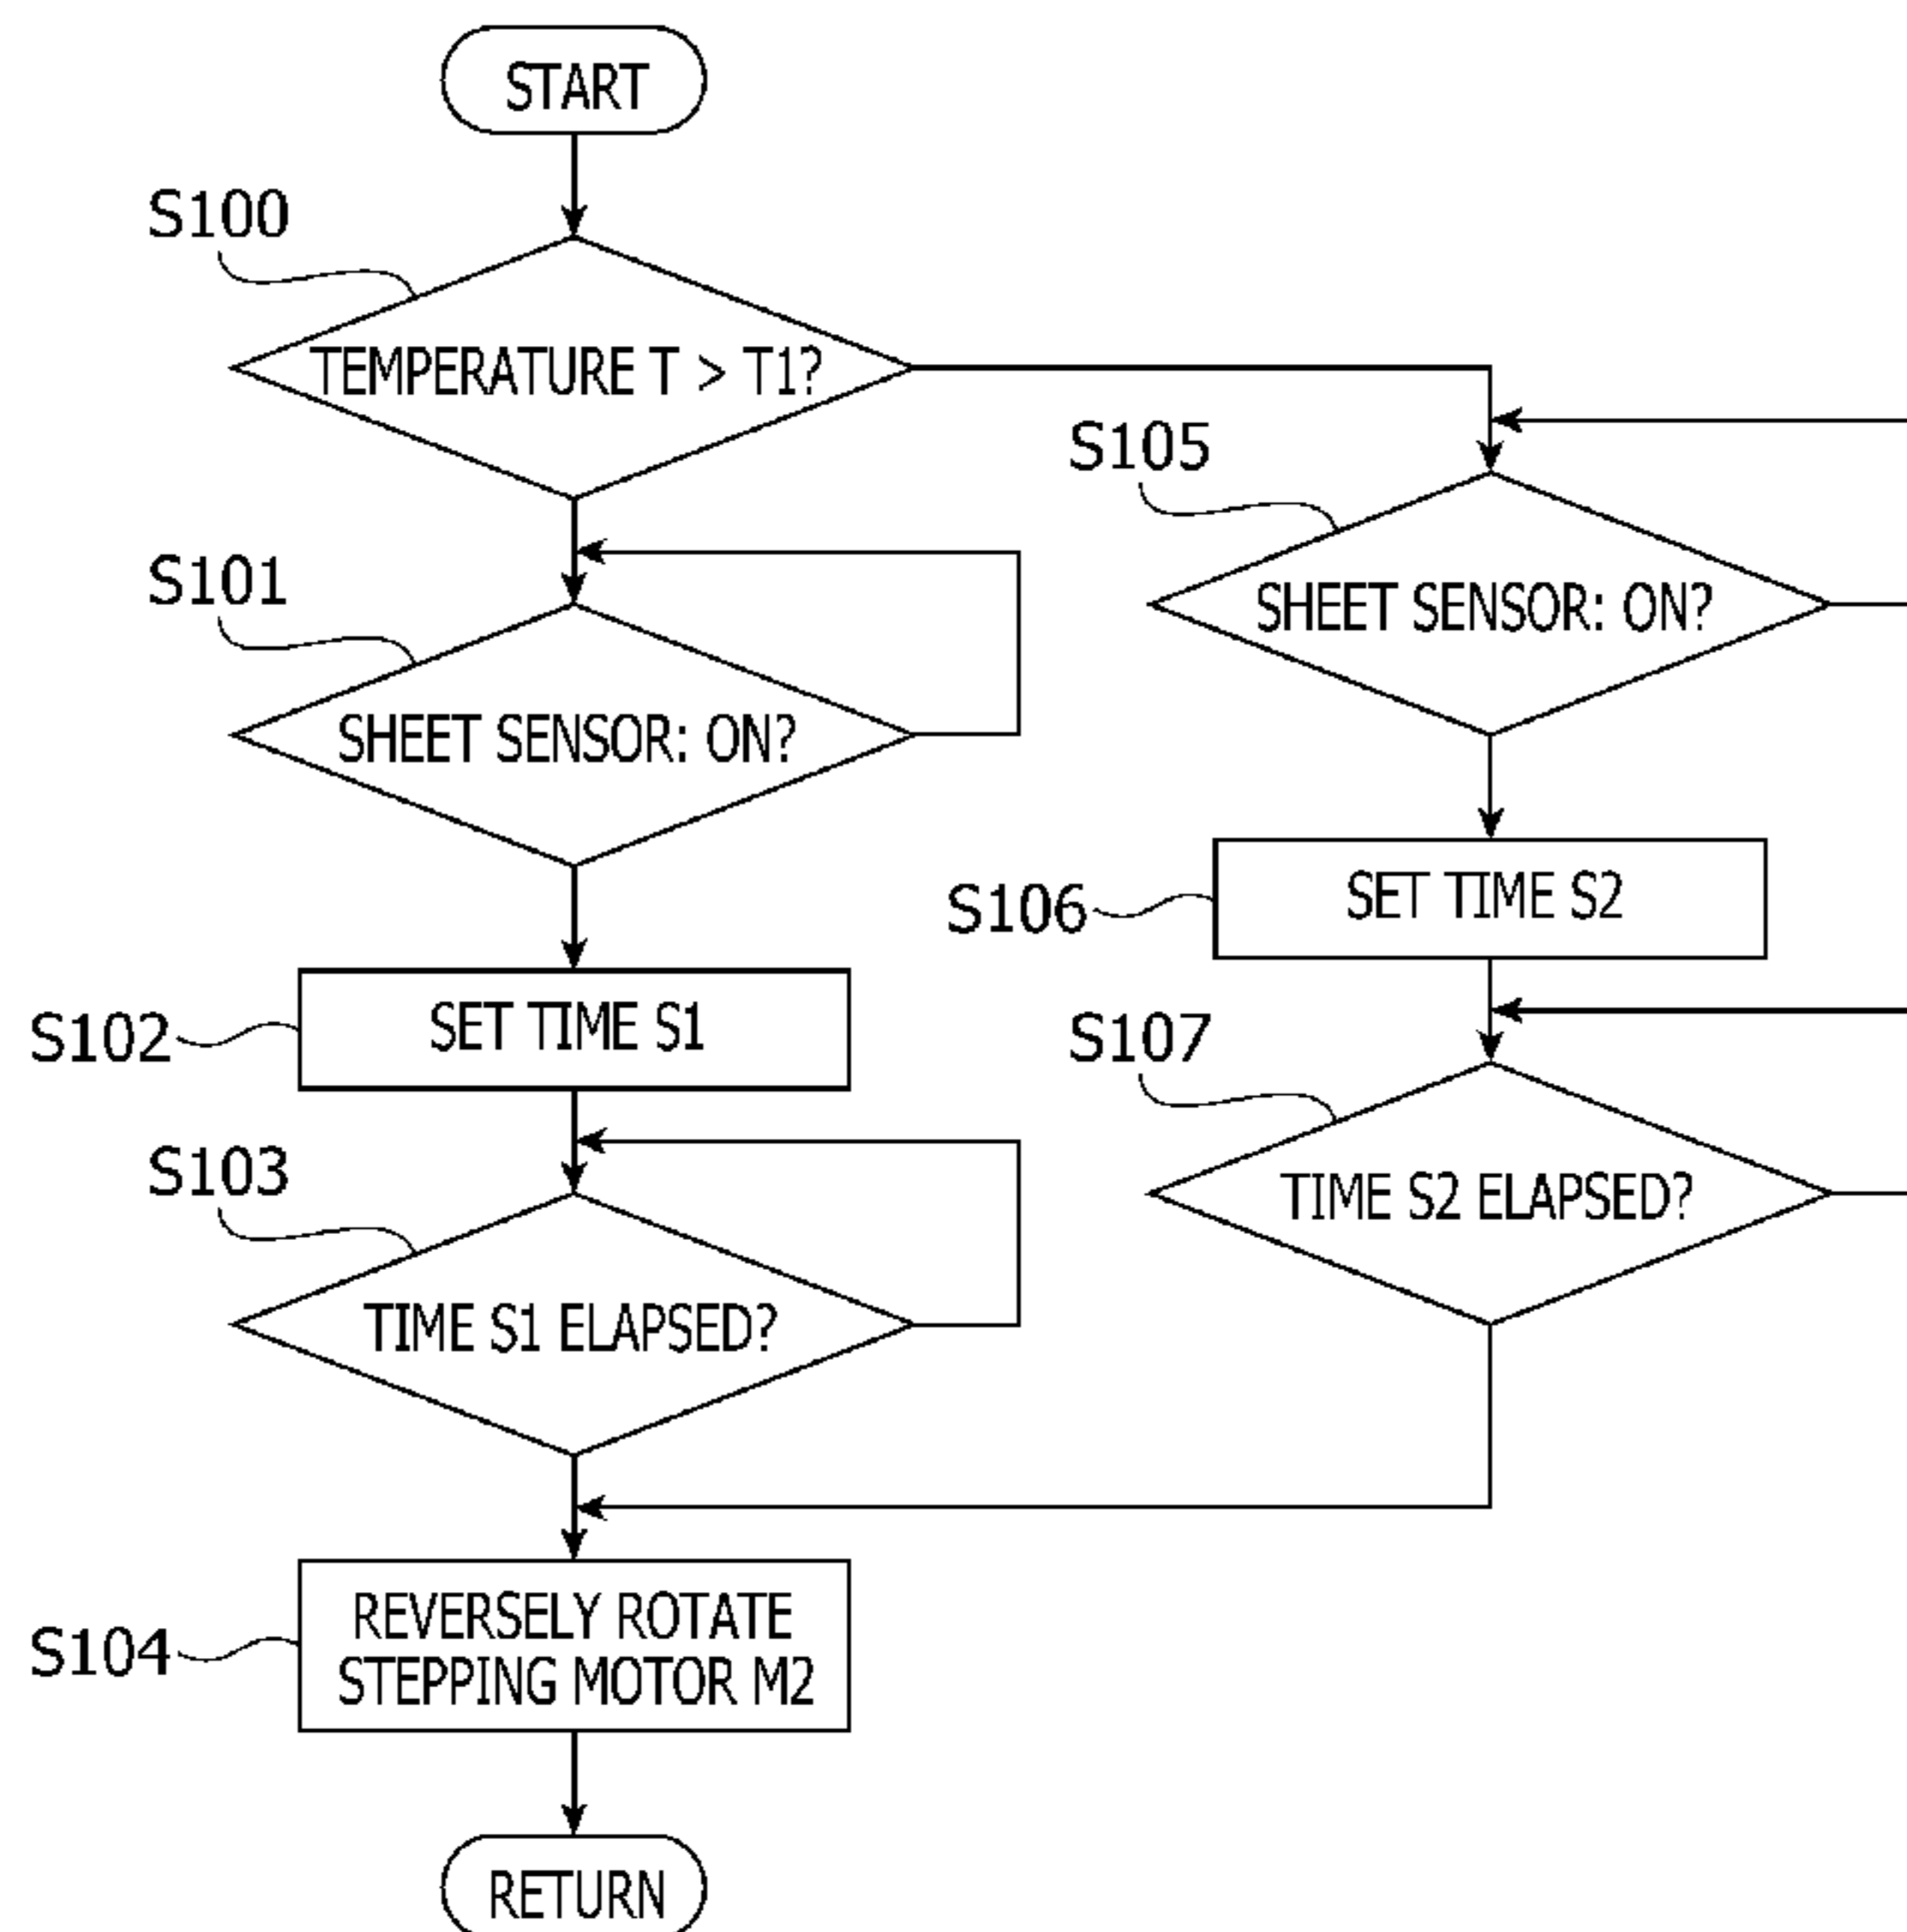 START
S100
TEMPERATURE T > T1?
S105
SHEET SENSOR: ON?
S101
SHEET SENSOR: ON?
S106
SET TIME S2
S102
SET TIME S1
S107
TIME S2 ELAPSED?
S103
TIME S1 ELAPSED?
S104
REVERSELY ROTATE
STEPPING MOTOR M2
RETURN